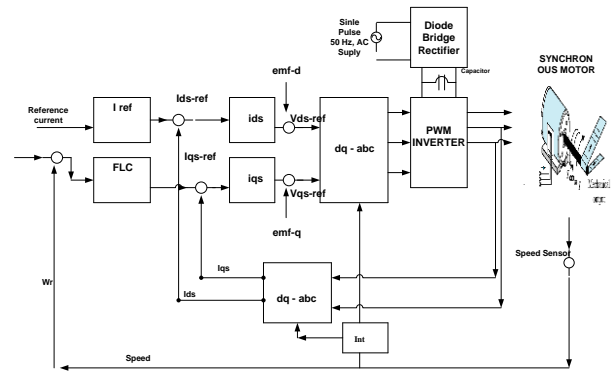 Sinle
Pulse
50 Hz, AC
Suply
Diode
Bridge
Rectifier
Capacitor
SYNCHRON
OUS MOTOR
emf-d
Reference
current
I ref
Ids-ref
ids
Vds-ref
dq - abc
PWM
INVERTER
FLC
Iqs-ref
iqs
Vqs-ref
emf-q
Speed Sensor
Wr
Iqs
Ids
dq - abc
Int
Speed